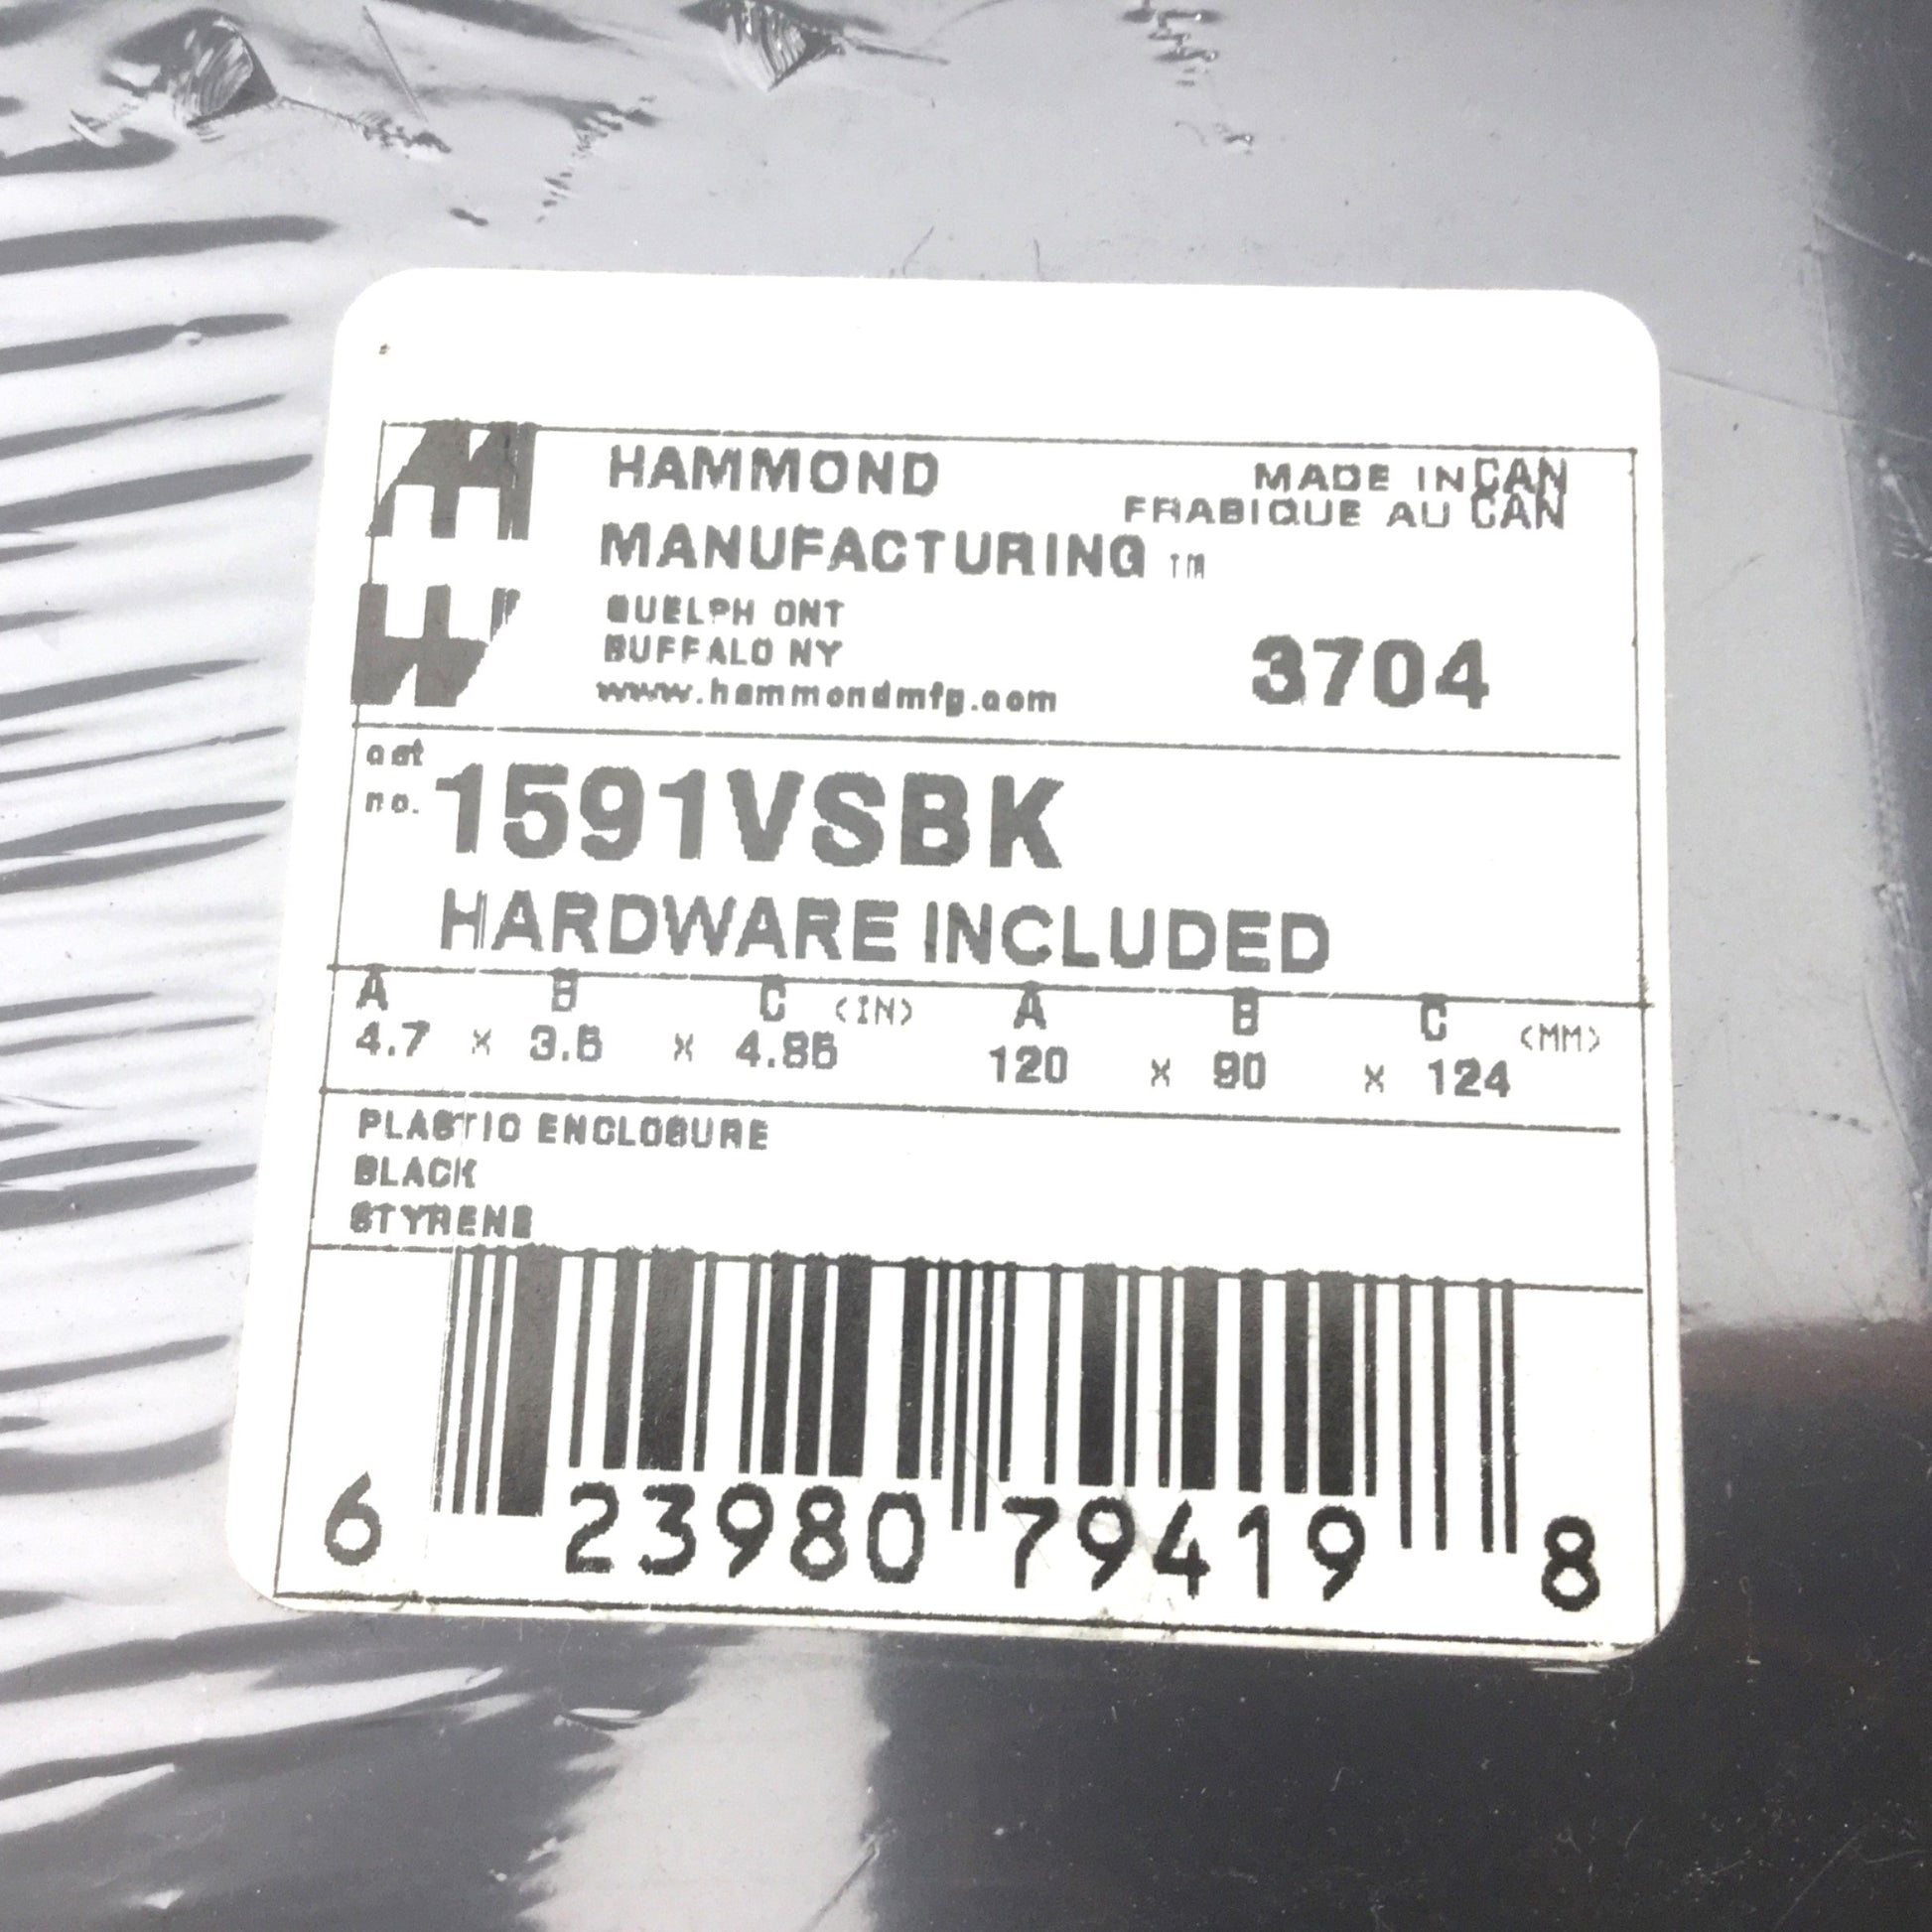 HAMMOND
MADE IN CAN
FRABIQUE AU CAN
MANUFACTURING TM
GUELPH ONT
BUFFALO NY
3704
www.hammondmfg.com
cat
no. 1591VSBK
HARDWARE INCLUDED
A B C (IN) A B C (MM)
4.7 x 3.5 x 4.86 120 x 90 x 124
PLASTIC ENCLOSURE
BLACK
STYRENE
6 23980 79419 8